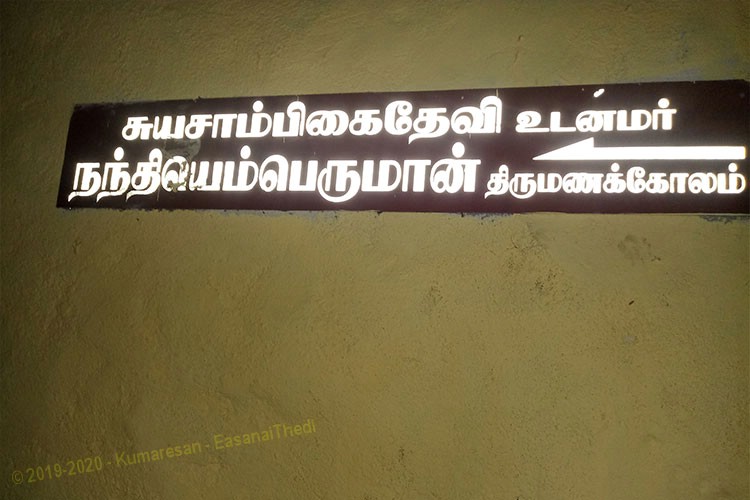 சுயசாம்பிகைதேவி உடன்மர்
நந்தியெம்பெருமான் திருமணக்கோலம்
© 2019-2020 - Kumaresan - EasanaiThedi